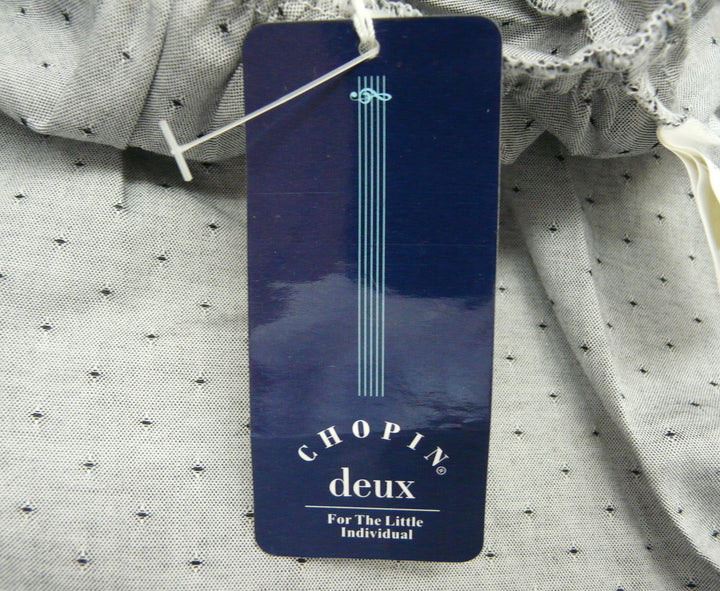 CHOPIN®
deux
For The Little
Individual